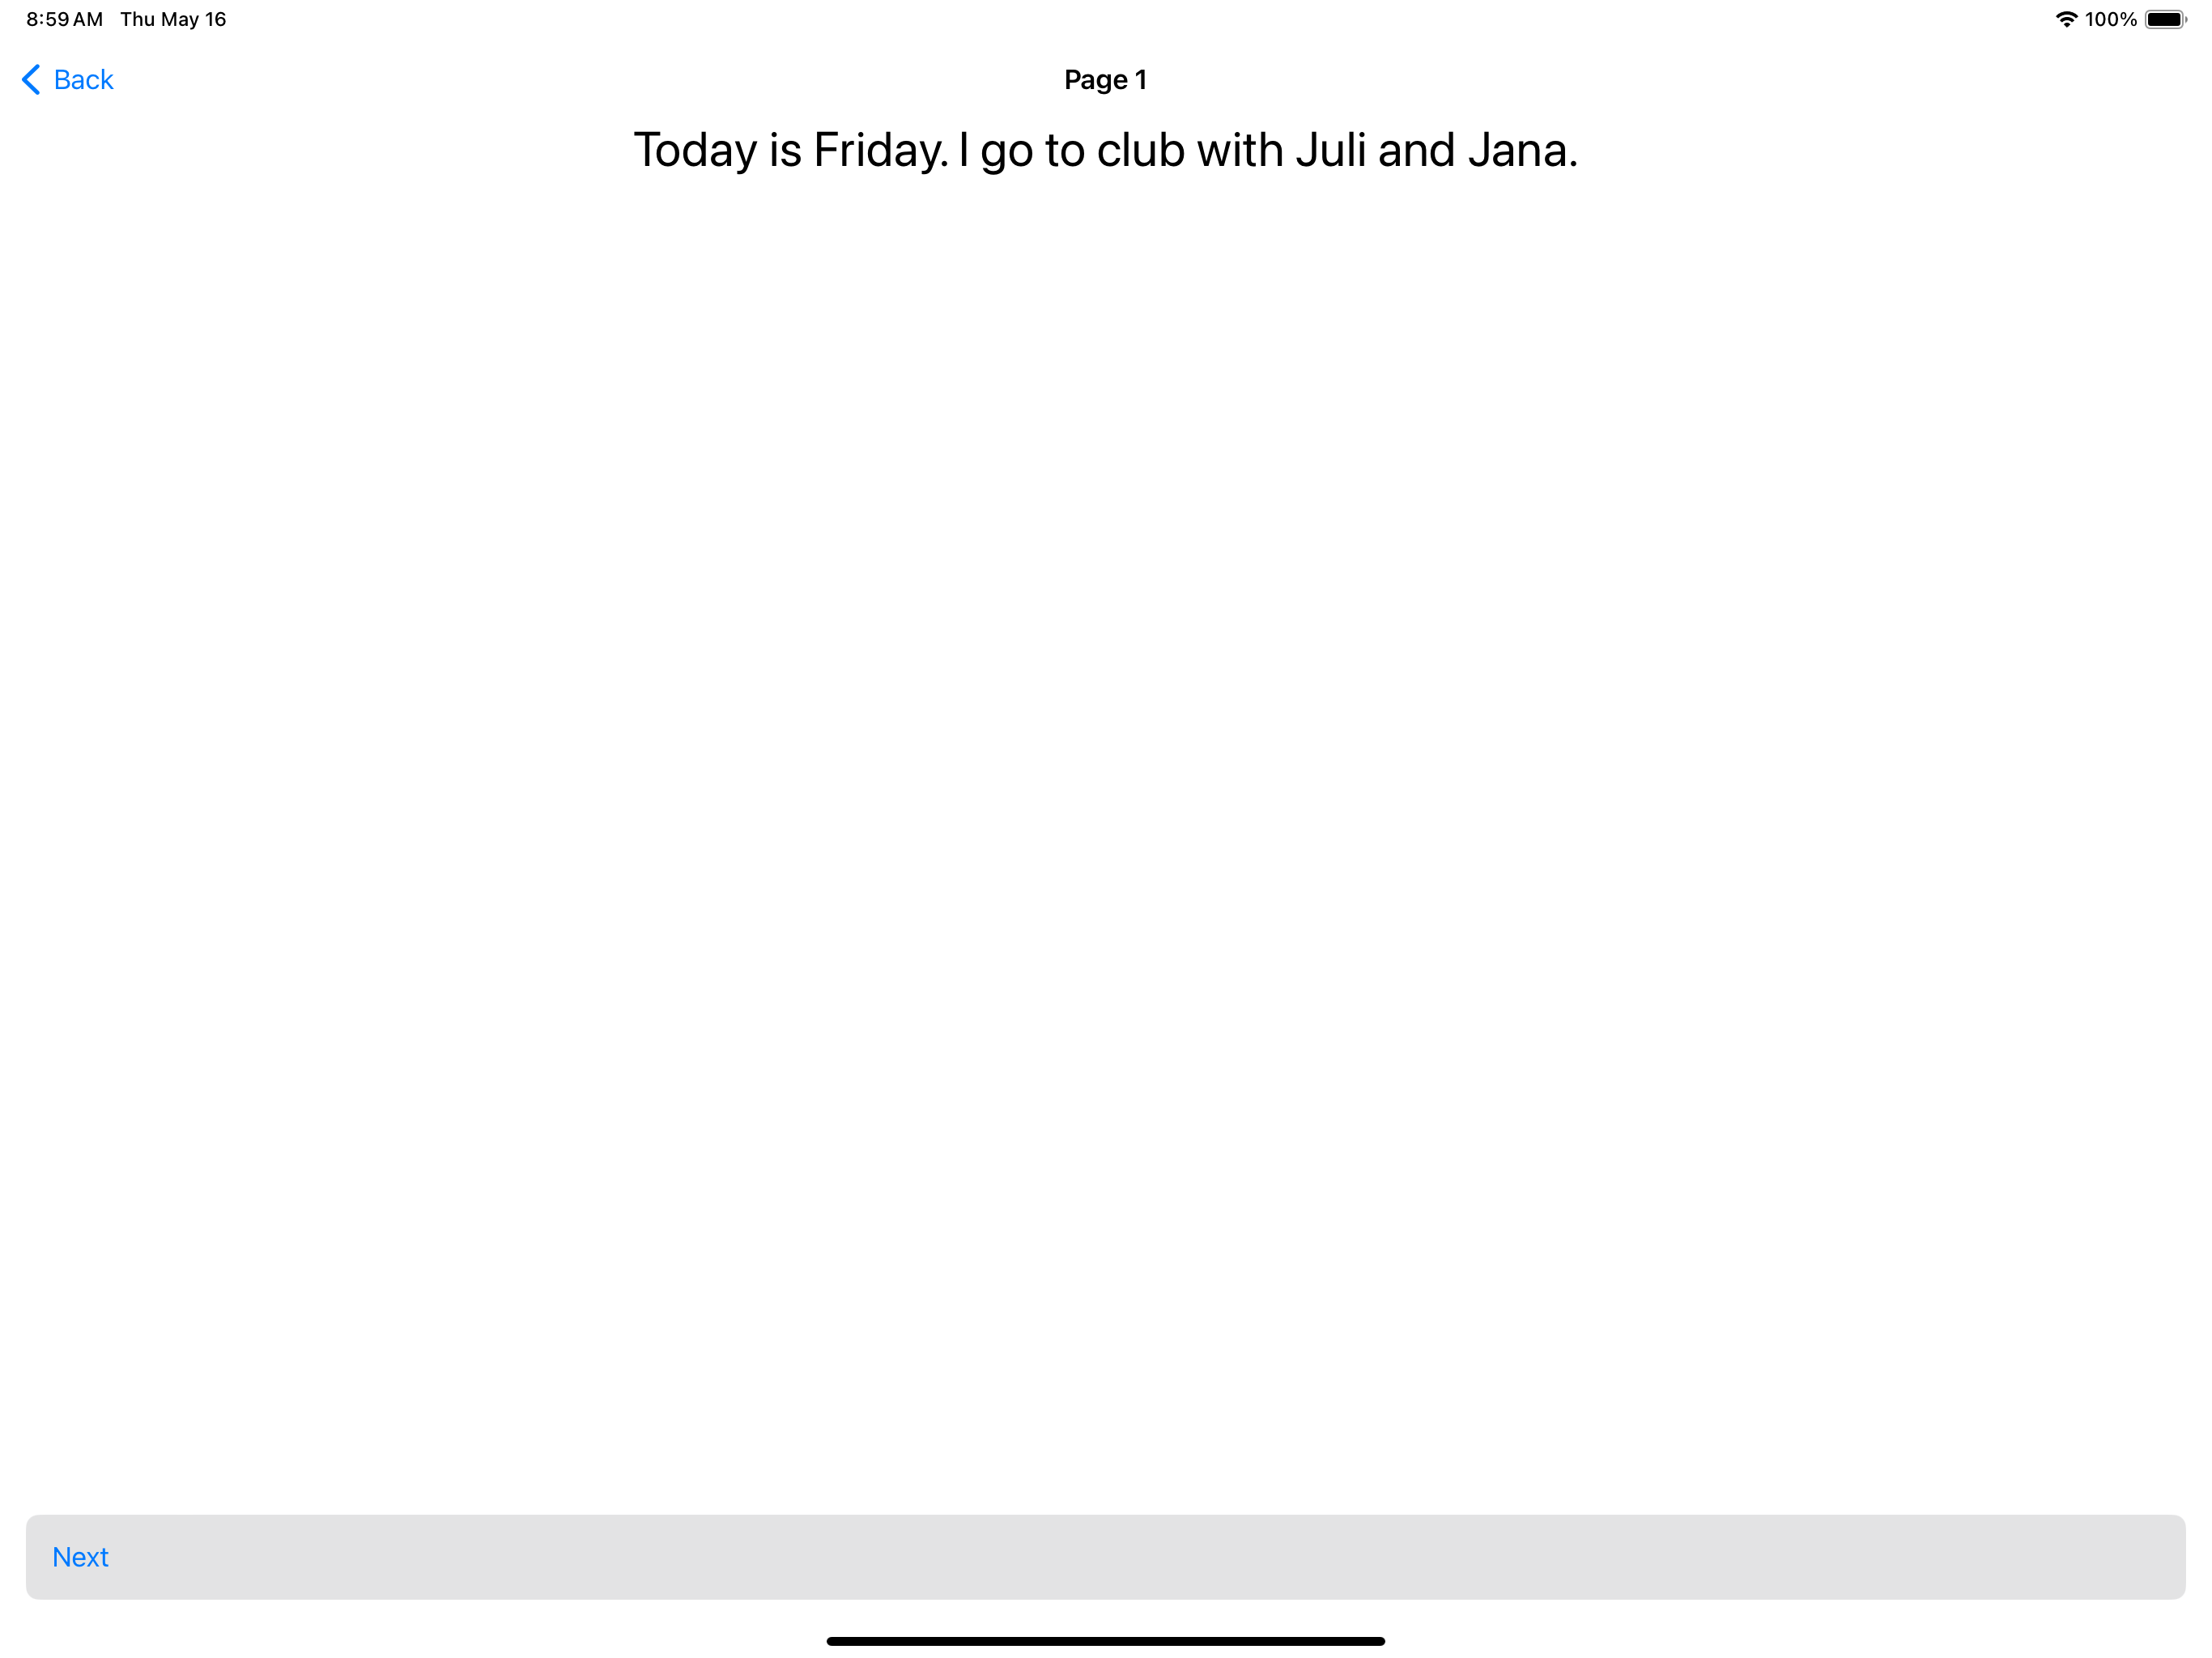 8:59 AM Thu May 16
100%
Back
Page 1
Today is Friday. I go to club with Juli and Jana.
Next